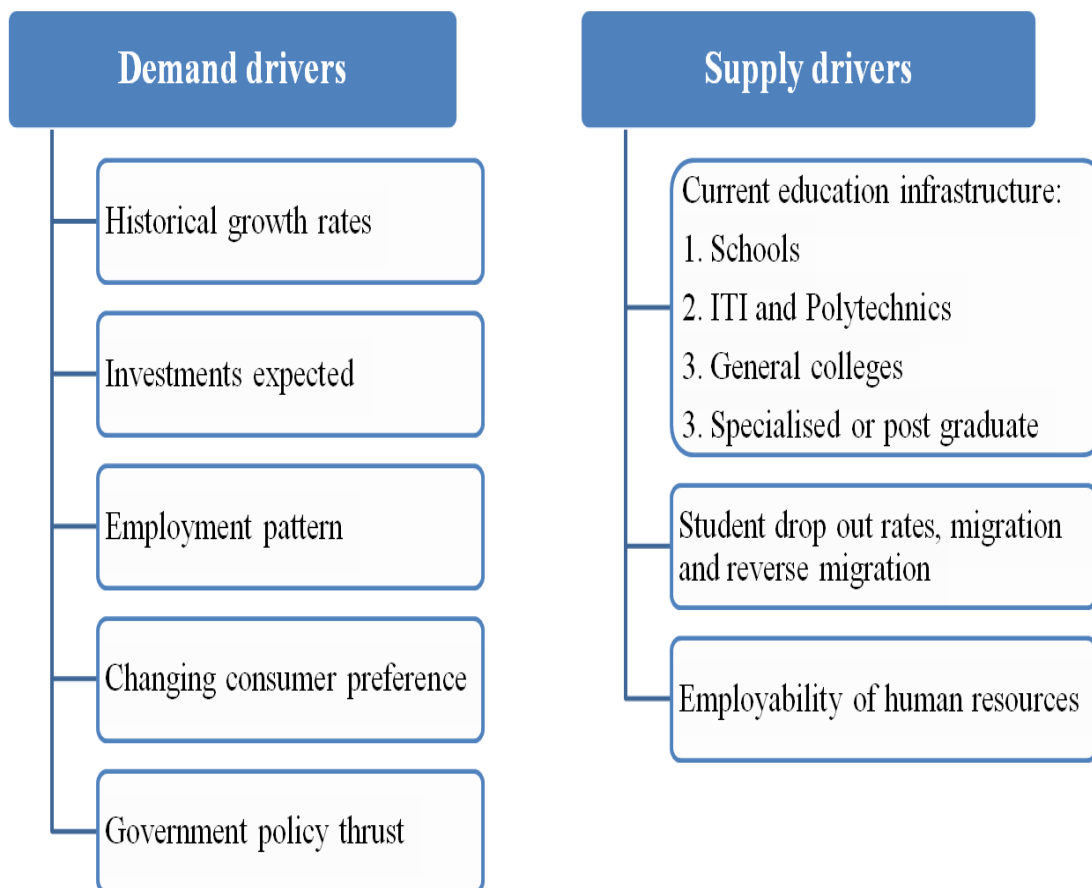 Demand drivers
Historical growth rates
Investments expected
Employment pattern
Changing consumer preference
Government policy thrust
Supply drivers
Current education infrastructure:
1. Schools
2. ITI and Polytechnics
3. General colleges
3. Specialised or post graduate
Student drop out rates, migration
and reverse migration
Employability of human resources